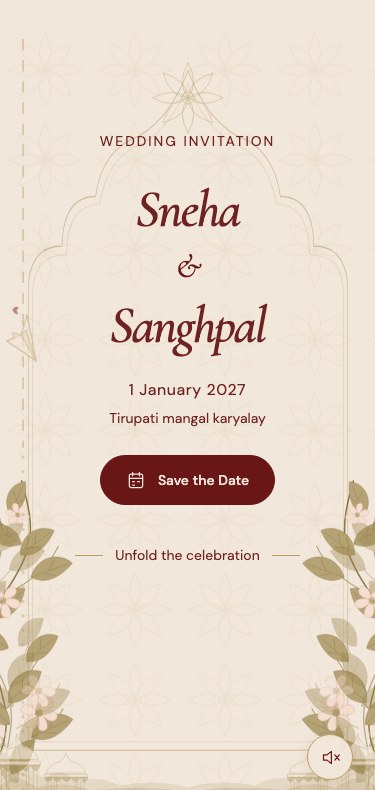 WEDDING INVITATION
Sneha
&
Sanghpal
1 January 2027
Tirupati mangal karyalay
Save the Date
Unfold the celebration